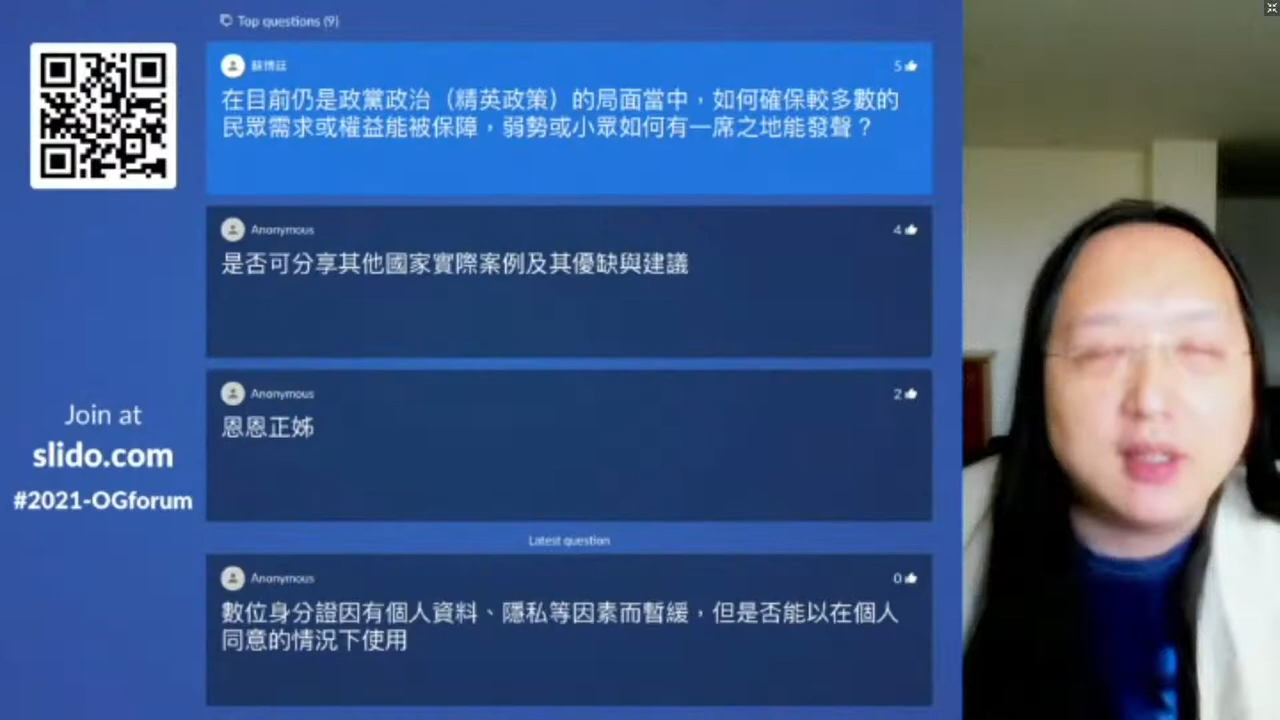 Top questions (9)
5
在目前仍是政黨政治（精英政策）的局面當中，如何確保較多數的
民眾需求或權益能被保障，弱勢或小眾如何有一席之地能發聲？
Anonymous
4
是否可分享其他國家實際案例及其優缺與建議
Anonymous
2
恩恩正姊
Latest question
Anonymous
0
數位身分證因有個人資料、隱私等因素而暫緩，但是否能以在個人
同意的情況下使用
Join at
slido.com
#2021-OGforum